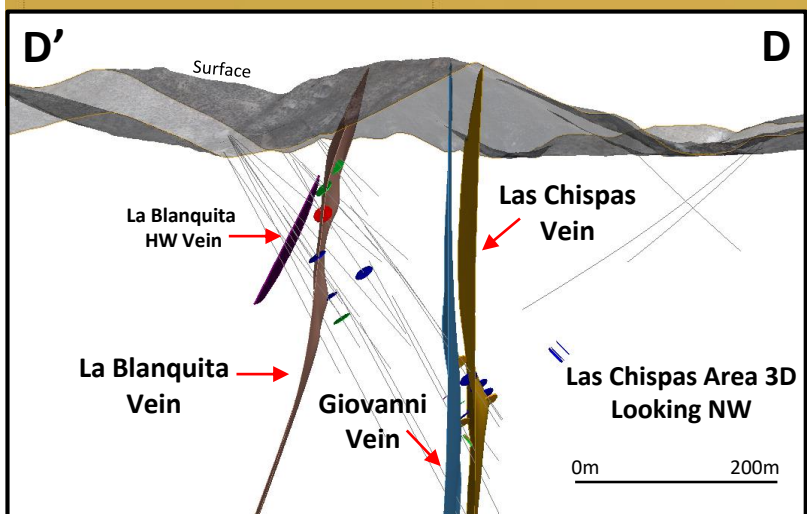 D’
D
Surface
La Blanquita
HW Vein
Las Chispas
Vein
La Blanquita
Vein
Giovanni
Vein
Las Chispas Area 3D
Looking NW
0m
200m